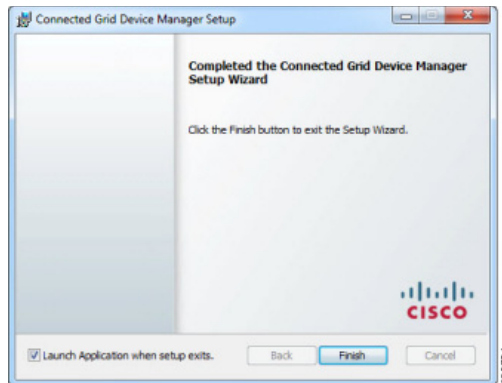 Connected Grid Device Manager Setup
Completed the Connected Grid Device Manager
Setup Wizard
Click the Finish button to exit the Setup Wizard.
CISCO
Launch Application when setup exits.
Back
Finish
Cancel